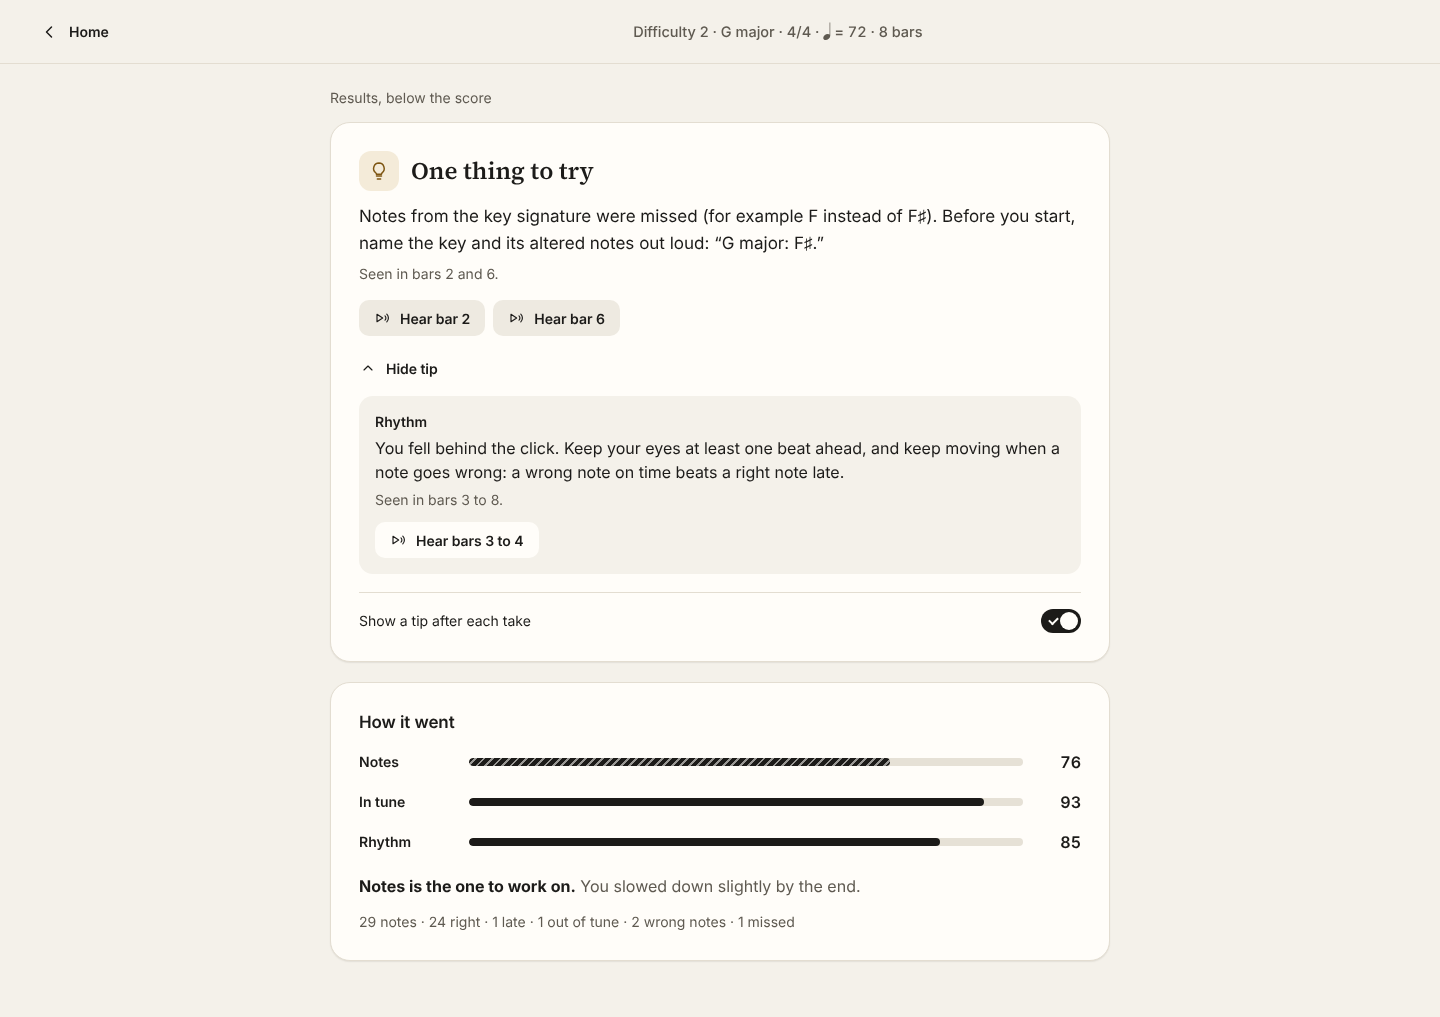 Home
Difficulty 2 · G major · 4/4 · ♩ = 72 · 8 bars
Results, below the score
One thing to try
Notes from the key signature were missed (for example F instead of F♯). Before you start,
name the key and its altered notes out loud: “G major: F♯.”
Seen in bars 2 and 6.
Hear bar 2
Hear bar 6
Hide tip
Rhythm
You fell behind the click. Keep your eyes at least one beat ahead, and keep moving when a
note goes wrong: a wrong note on time beats a right note late.
Seen in bars 3 to 8.
Hear bars 3 to 4
Show a tip after each take
How it went
Notes 76
In tune 93
Rhythm 85
Notes is the one to work on. You slowed down slightly by the end.
29 notes · 24 right · 1 late · 1 out of tune · 2 wrong notes · 1 missed